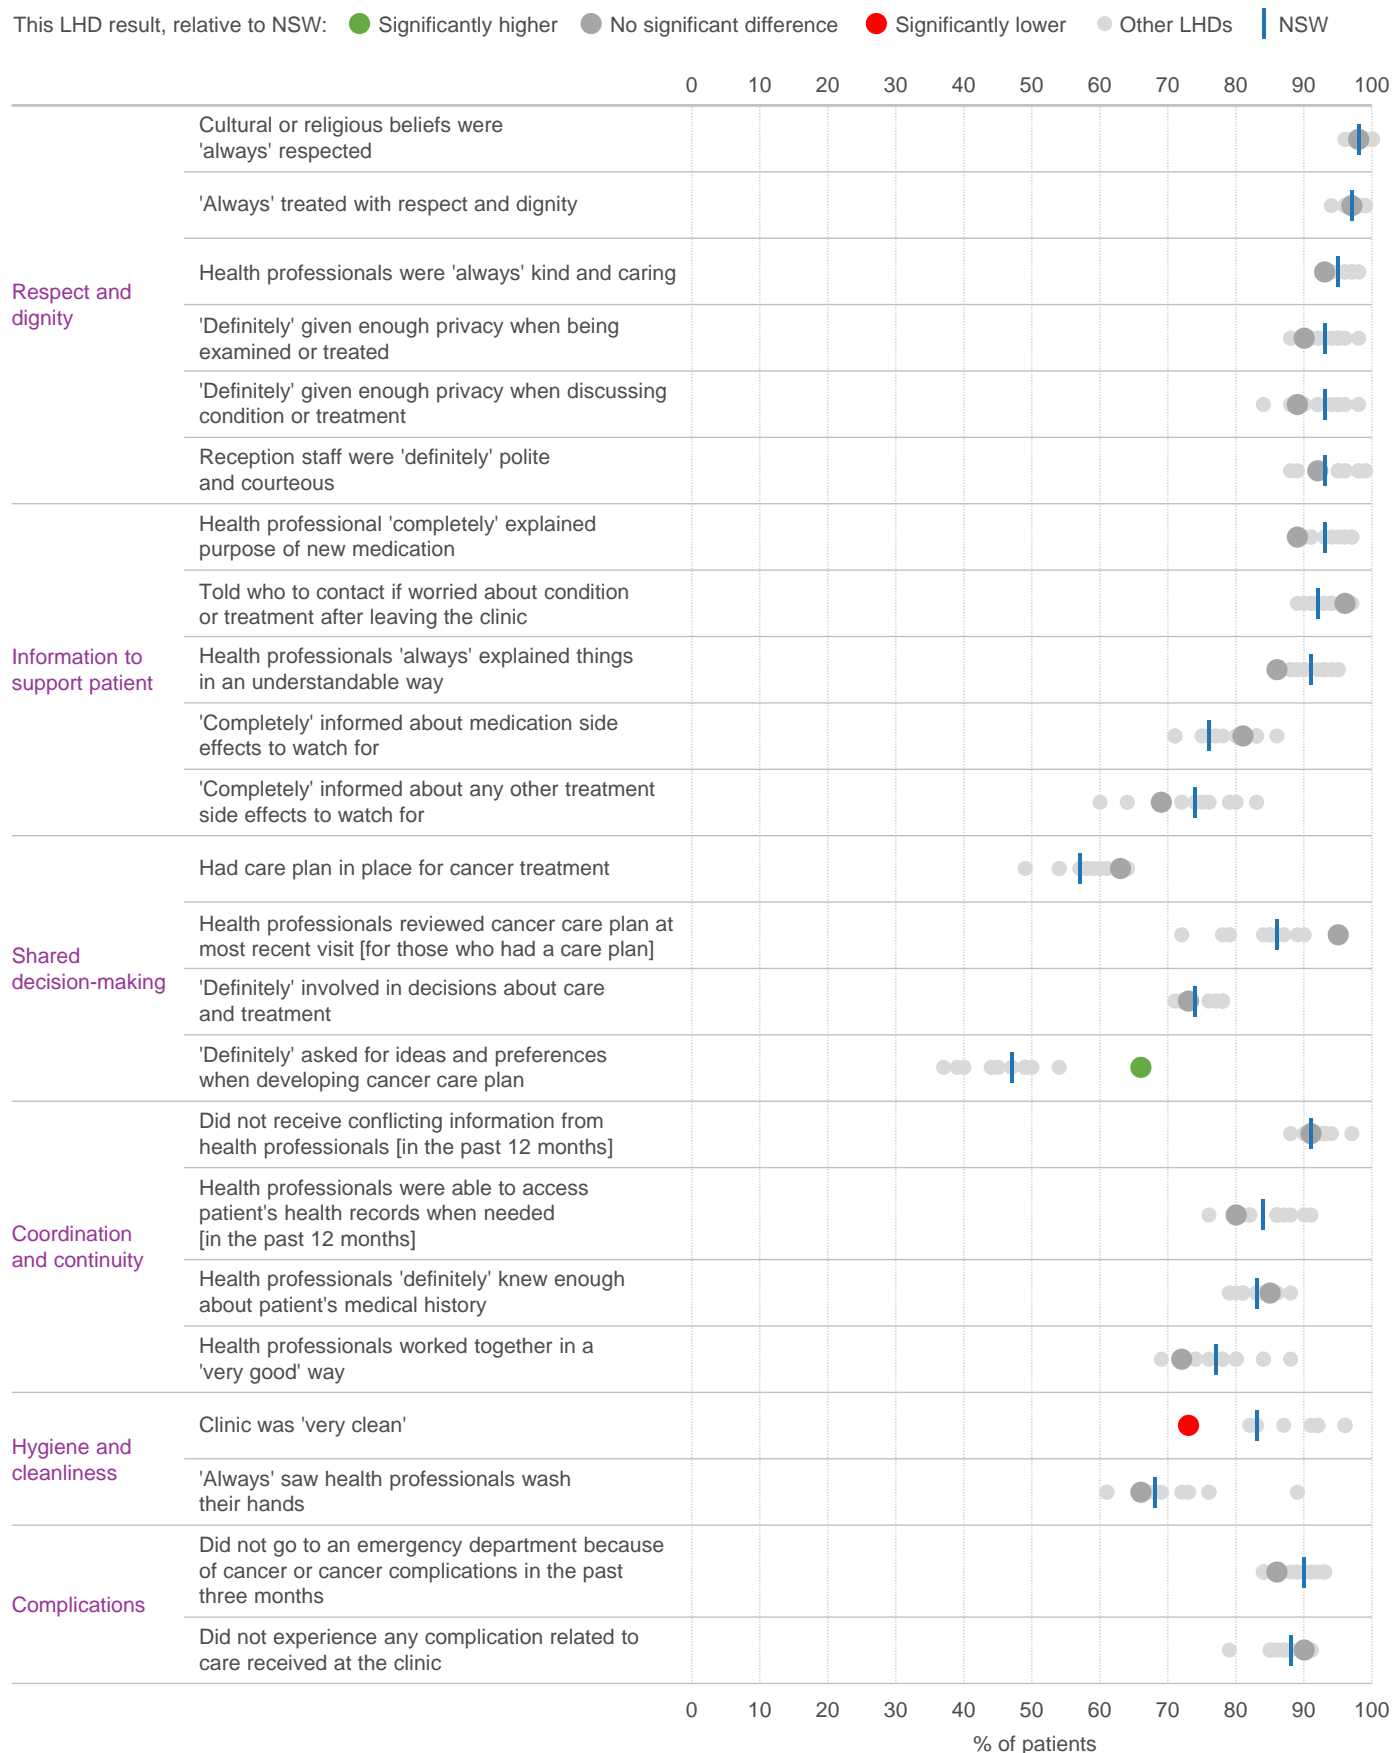 This LHD result, relative to NSW: Significantly higher No significant difference Significantly lower Other LHDs NSW
0 10 20 30 40 50 60 70 80 90 100
Respect and
dignity
Cultural or religious beliefs were
'always' respected
'Always' treated with respect and dignity
Health professionals were 'always' kind and caring
'Definitely' given enough privacy when being
examined or treated
'Definitely' given enough privacy when discussing
condition or treatment
Reception staff were 'definitely' polite
and courteous
Information to
support patient
Health professional 'completely' explained
purpose of new medication
Told who to contact if worried about condition
or treatment after leaving the clinic
Health professionals 'always' explained things
in an understandable way
'Completely' informed about medication side
effects to watch for
'Completely' informed about any other treatment
side effects to watch for
Shared
decision-making
Had care plan in place for cancer treatment
Health professionals reviewed cancer care plan at
most recent visit [for those who had a care plan]
'Definitely' involved in decisions about care
and treatment
'Definitely' asked for ideas and preferences
when developing cancer care plan
Coordination
and continuity
Did not receive conflicting information from
health professionals [in the past 12 months]
Health professionals were able to access
patient's health records when needed
[in the past 12 months]
Health professionals 'definitely' knew enough
about patient's medical history
Health professionals worked together in a
'very good' way
Hygiene and
cleanliness
Clinic was 'very clean'
'Always' saw health professionals wash
their hands
Complications
Did not go to an emergency department because
of cancer or cancer complications in the past
three months
Did not experience any complication related to
care received at the clinic
0 10 20 30 40 50 60 70 80 90 100
% of patients